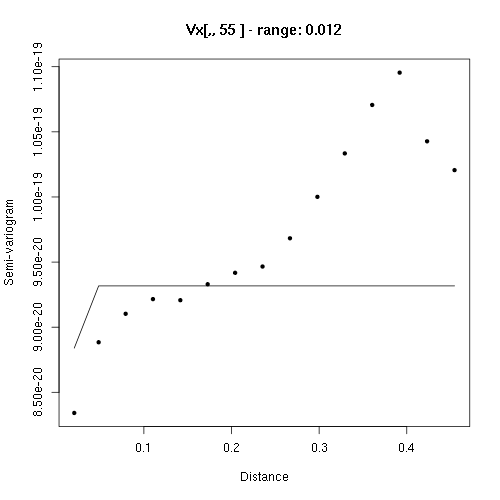 Vx[,, 55 ] - range: 0.012
Semi-variogram
1.10e-19
1.05e-19
1.00e-19
9.50e-20
9.00e-20
8.50e-20
0.1 0.2 0.3 0.4
Distance